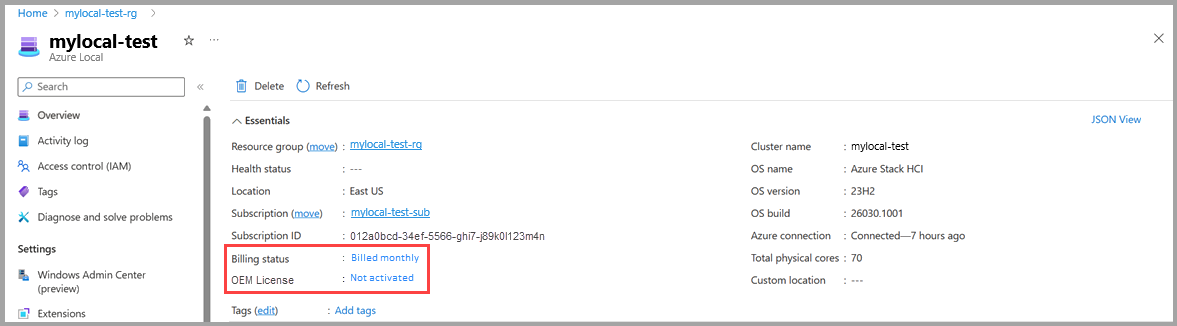 Home > mylocal-test-rg >
mylocal-test ☆ ...
Azure Local
Search «
Overview
Activity log
Access control (IAM)
Tags
Diagnose and solve problems
Settings
Windows Admin Center
(preview)
Extensions
Delete Refresh
Essentials JSON View
Resource group (move) : mylocal-test-rg
Health status : ---
Location : East US
Subscription (move) : mylocal-test-sub
Subscription ID : 012a0bcd-34ef-5566-ghi7-j89k0l123m4n
Billing status : Billed monthly
OEM License : Not activated
Tags (edit) : Add tags
Cluster name : mylocal-test
OS name : Azure Stack HCI
OS version : 23H2
OS build : 26030.1001
Azure connection : Connected—7 hours ago
Total physical cores : 70
Custom location : ---